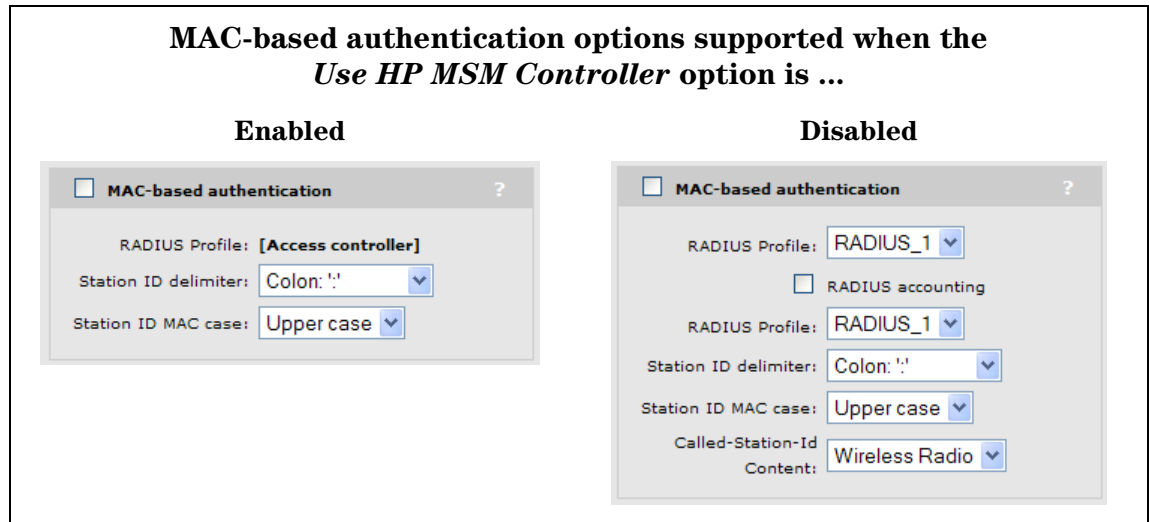 MAC-based authentication options supported when the
Use HP MSM Controller option is ...
Enabled
MAC-based authentication ?
RADIUS Profile: [Access controller]
Station ID delimiter: Colon: ':'
Station ID MAC case: Upper case
Disabled
MAC-based authentication ?
RADIUS Profile: RADIUS_1
RADIUS accounting
RADIUS Profile: RADIUS_1
Station ID delimiter: Colon: ':'
Station ID MAC case: Upper case
Called-Station-Id
Content: Wireless Radio